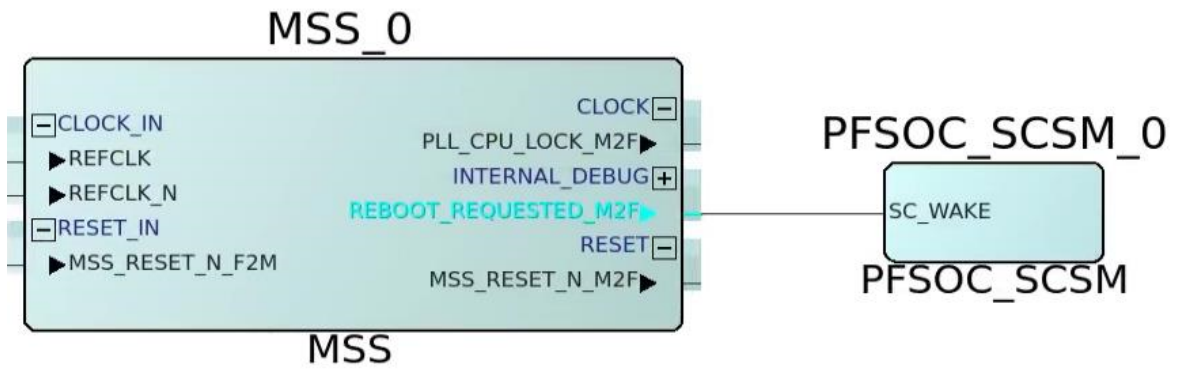 MSS_0
CLOCK_IN
REFCLK
REFCLK_N
RESET_IN
MSS_RESET_N_F2M
CLOCK
PLL_CPU_LOCK_M2F
INTERNAL_DEBUG
REBOOT_REQUESTED_M2F
RESET
MSS_RESET_N_M2F
MSS
PFSOC_SCSM_0
SC_WAKE
PFSOC_SCSM